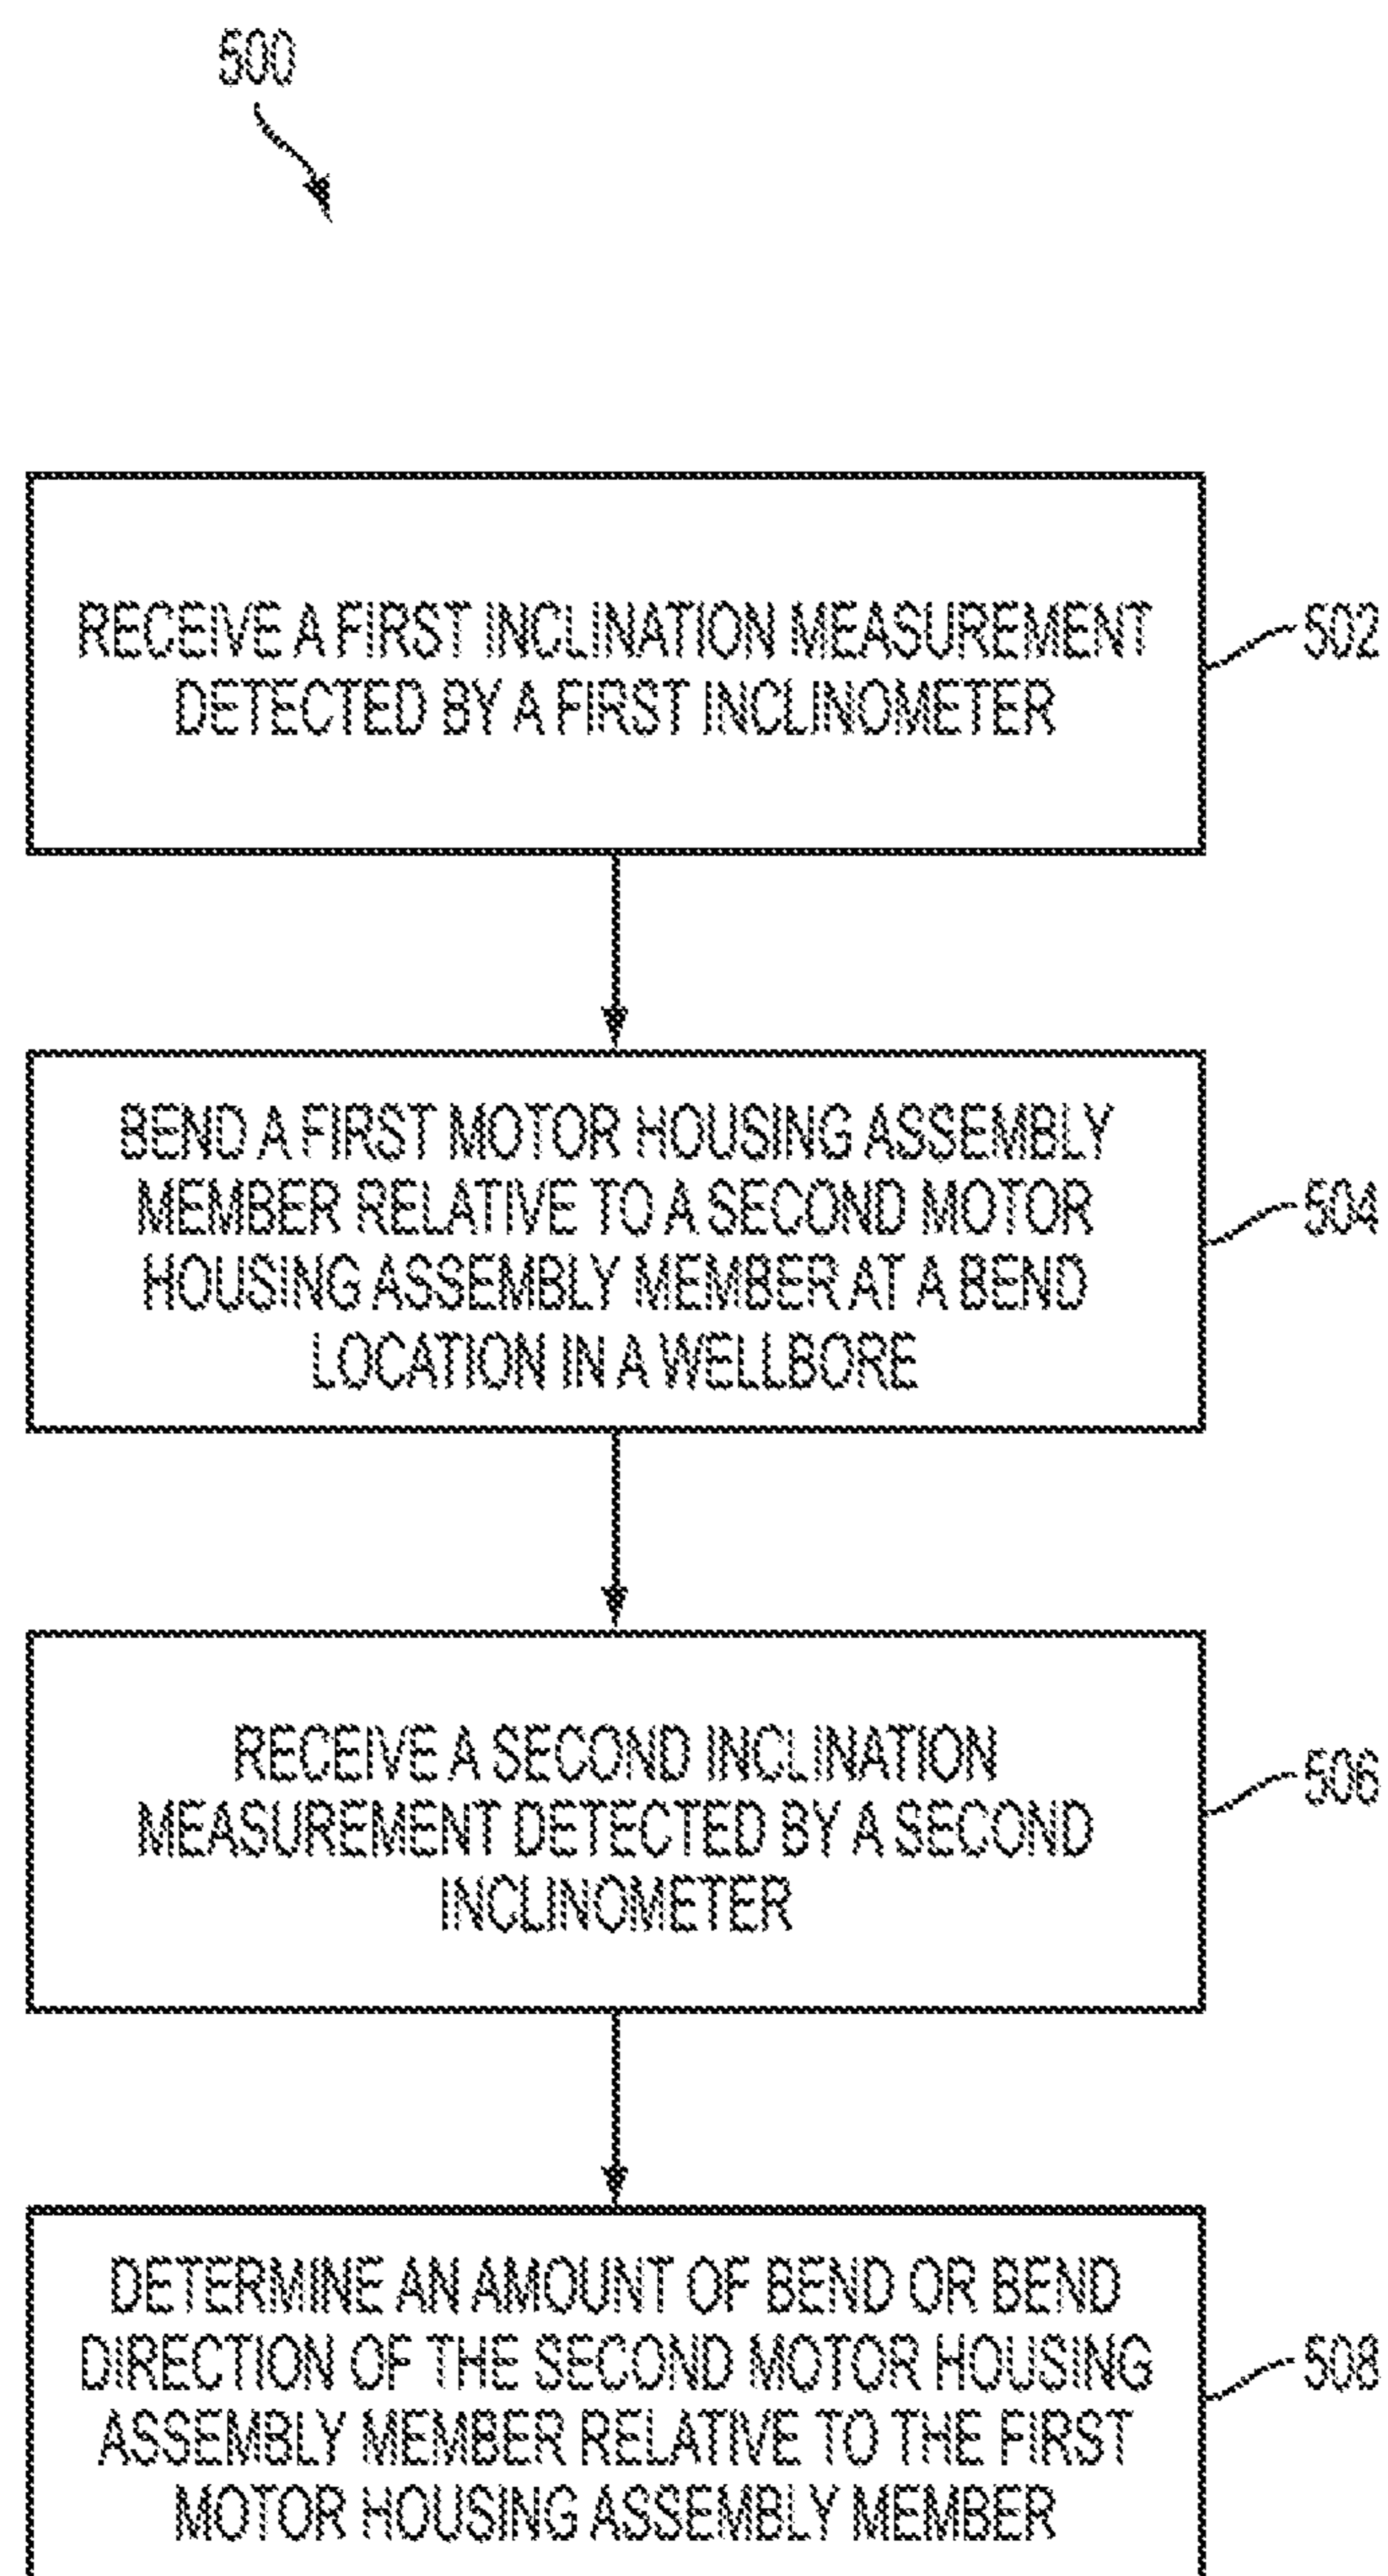 500
RECEIVE A FIRST INCLINATION MEASUREMENT
DETECTED BY A FIRST INCLINOMETER
502
BEND A FIRST MOTOR HOUSING ASSEMBLY
MEMBER RELATIVE TO A SECOND MOTOR
HOUSING ASSEMBLY MEMBER AT A BEND
LOCATION IN A WELLBORE
504
RECEIVE A SECOND INCLINATION
MEASUREMENT DETECTED BY A SECOND
INCLINOMETER
506
DETERMINE AN AMOUNT OF BEND OR BEND
DIRECTION OF THE SECOND MOTOR HOUSING
ASSEMBLY MEMBER RELATIVE TO THE FIRST
MOTOR HOUSING ASSEMBLY MEMBER
508